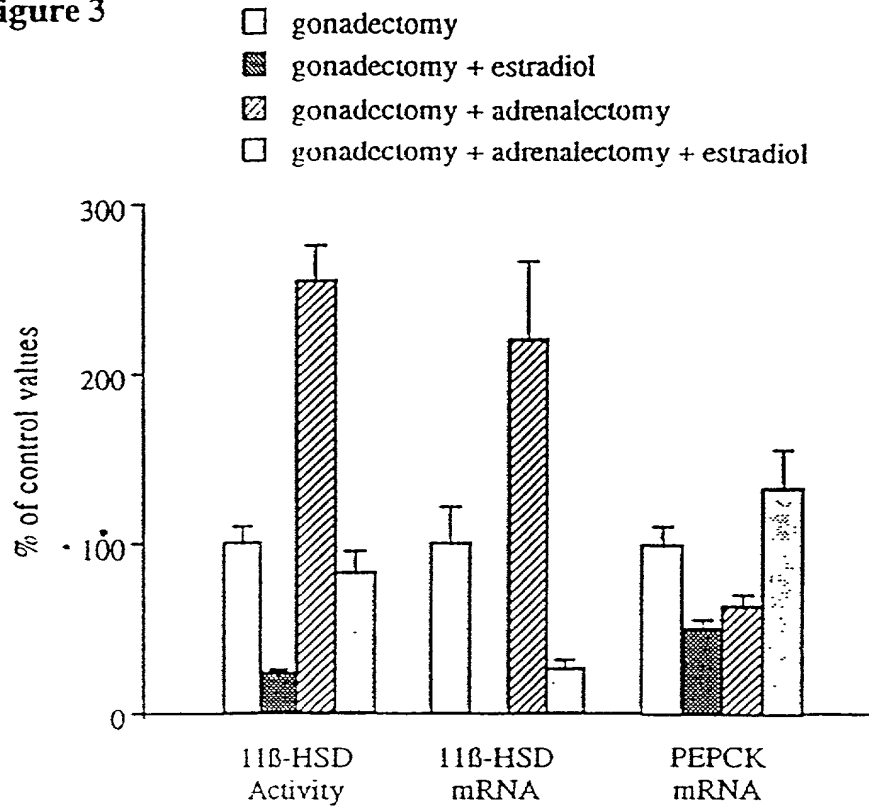 igure 3
gonadectomy
gonadectomy + estradiol
gonadectomy + adrenalectomy
gonadectomy + adrenalectomy + estradiol
300
200
100
0
% of control values
11ß-HSD
Activity
11ß-HSD
mRNA
PEPCK
mRNA